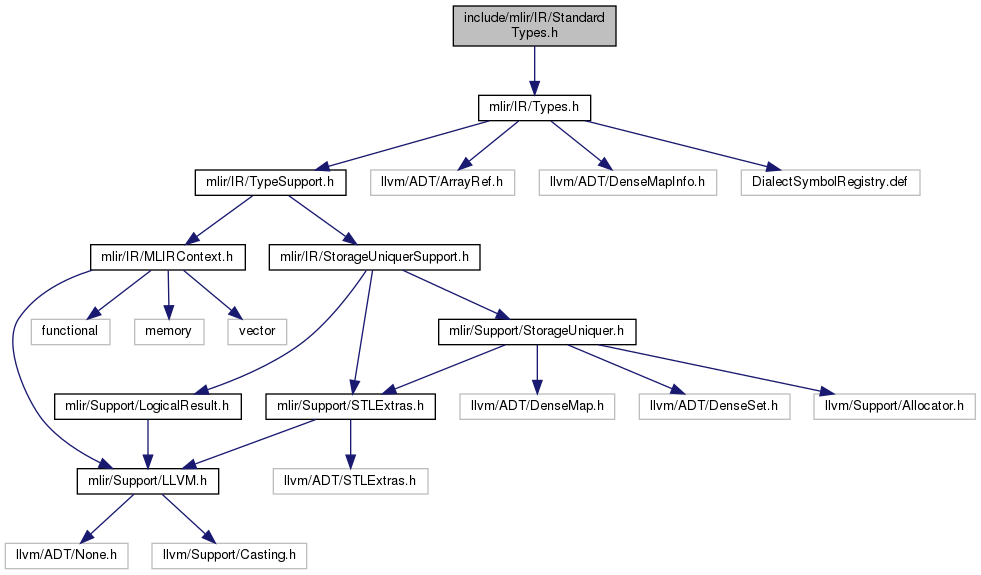 include/mlir/IR/Standard
Types.h
mlir/IR/Types.h
mlir/IR/TypeSupport.h
llvm/ADT/ArrayRef.h
llvm/ADT/DenseMapInfo.h
DialectSymbolRegistry.def
mlir/IR/MLIRContext.h
mlir/IR/StorageUniquerSupport.h
functional
memory
vector
mlir/Support/StorageUniquer.h
mlir/Support/LogicalResult.h
mlir/Support/STLExtras.h
llvm/ADT/DenseMap.h
llvm/ADT/DenseSet.h
llvm/Support/Allocator.h
mlir/Support/LLVM.h
llvm/ADT/STLExtras.h
llvm/ADT/None.h
llvm/Support/Casting.h